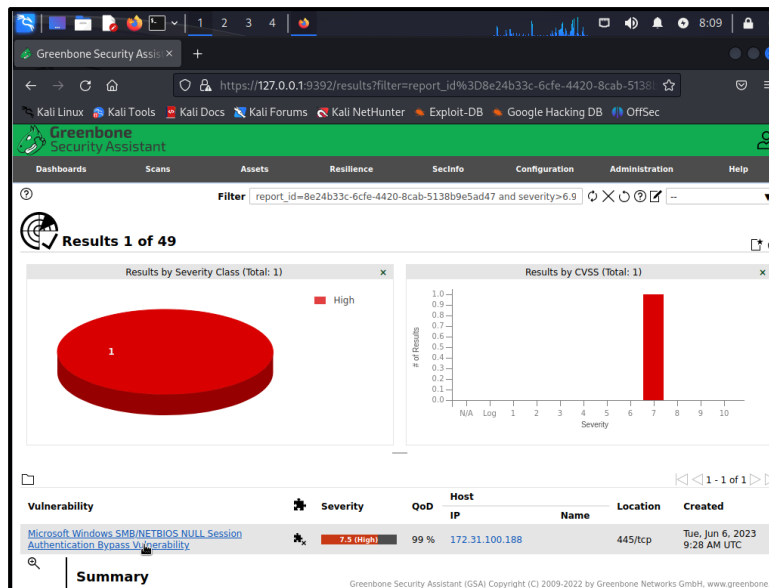 1 2 3 4 8:09
Greenbone Security Assis
https://127.0.0.1:9392/results?filter=report_id%3D8e24b33c-6cfe-4420-8cab-5138l
Kali Linux Kali Tools Kali Docs Kali Forums Kali NetHunter Exploit-DB Google Hacking DB OffSec
Greenbone
Security Assistant
Dashboards Scans Assets Resilience SecInfo Configuration Administration Help
Filter report_id=8e24b33c-6cfe-4420-8cab-5138b9e5ad47 and severity>6.9 --
Results 1 of 49
Results by Severity Class (Total: 1) × Results by CVSS (Total: 1) ×
High
1
# of Results
1.0
0.9
0.8
0.7
0.6
0.5
0.4
0.3
0.2
0.1
0.0
N/A Log 1 2 3 4 5 6 7 8 9 10
Severity
1 - 1 of 1
Vulnerability Severity QoD Host Location Created
IP Name
Microsoft Windows SMB/NETBIOS NULL Session
Authentication Bypass Vulnerability
7.5 (High) 99 % 172.31.100.188 445/tcp Tue, Jun 6, 2023
9:28 AM UTC
Summary
Greenbone Security Assistant (GSA) Copyright (C) 2009-2022 by Greenbone Networks GmbH, www.greenbone